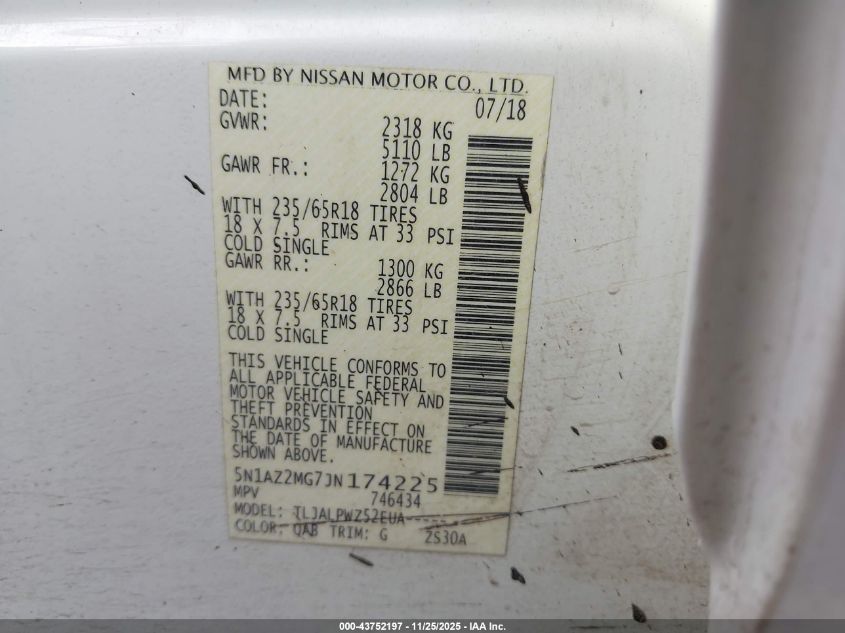 MFD BY NISSAN MOTOR CO., LTD.
DATE: 07/18
GVWR: 2318 KG
5110 LB
GAWR FR.: 1272 KG
2804 LB
WITH 235/65R18 TIRES
18 X 7.5 RIMS AT 33 PSI
COLD SINGLE
GAWR RR.: 1300 KG
2866 LB
WITH 235/65R18 TIRES
18 X 7.5 RIMS AT 33 PSI
COLD SINGLE
THIS VEHICLE CONFORMS TO
ALL APPLICABLE FEDERAL
MOTOR VEHICLE SAFETY AND
THEFT PREVENTION
STANDARDS IN EFFECT ON
THE DATE OF MANUFACTURE
SHOWN ABOVE.
5N1AZ2MG7JN174225
MPV 746434
MODEL: TLJALPWZ52EUA----
COLOR: QAB TRIM: G ZS30A
000-43752197 - 11/25/2025 - IAA Inc.